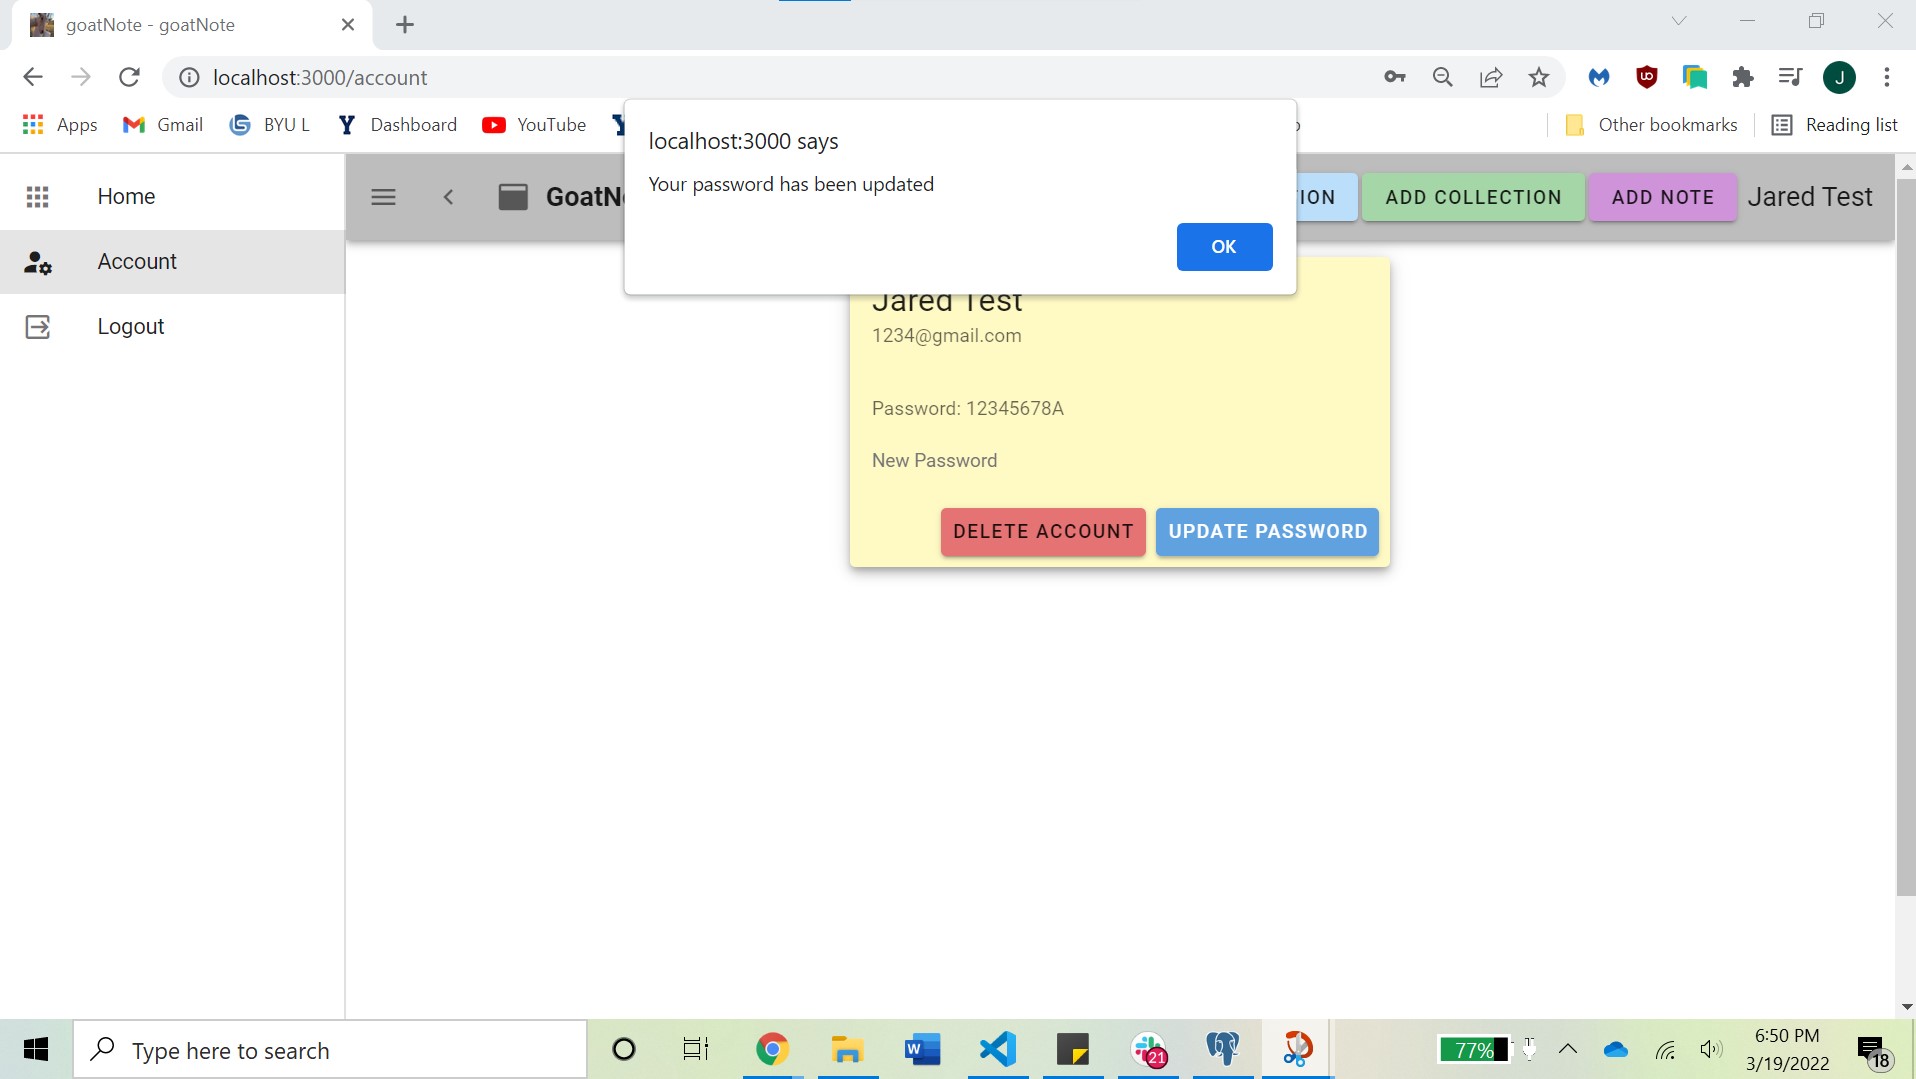 goatNote - goatNote
localhost:3000/account
J
Apps
Gmail
BYU L
Dashboard
YouTube
Other bookmarks
Reading list
localhost:3000 says
Your password has been updated
OK
Home
Account
Logout
GoatN
ION
ADD COLLECTION
ADD NOTE
Jared Test
Jared Test
1234@gmail.com
Password: 12345678A
New Password
DELETE ACCOUNT
UPDATE PASSWORD
Type here to search
21
77%
6:50 PM
3/19/2022
18